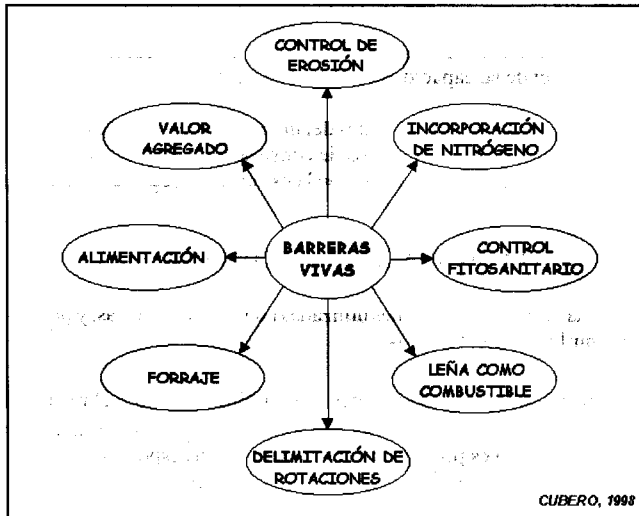 CONTROL DE
EROSIÓN
VALOR
AGREGADO
INCORPORACIÓN
DE NITRÓGENO
ALIMENTACIÓN
BARRERAS
VIVAS
CONTROL
FITOSANITARIO
FORRAJE
LEÑA COMO
COMBUSTIBLE
DELIMITACIÓN DE
ROTACIONES
CUBERO, 1998